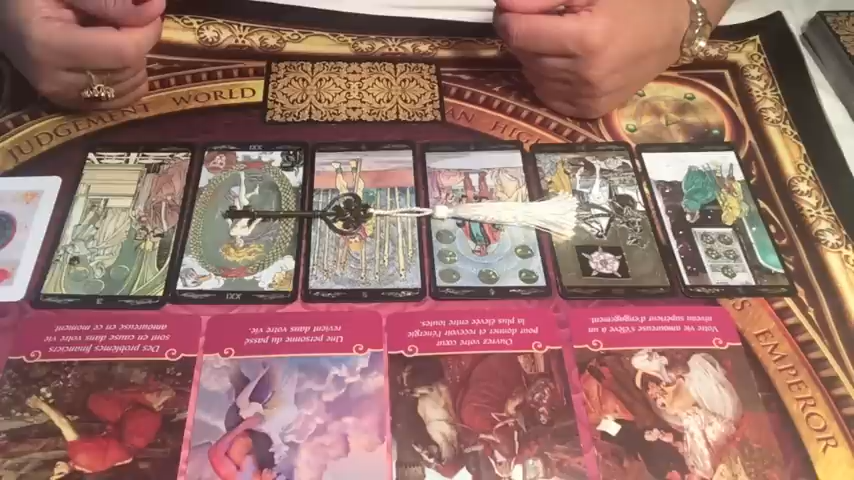 JUDGEMENT WORLD
HIGH
EMPEROR
XXI
XXI
Des problèmes financiers
sont en cause dans votre vie
amoureuse en ce moment.
Une personne du passé
revient dans votre vie.
Ouvrez votre cœur
pour donner et recevoir l'énergie
la plus élevée entre toutes.
Votre vie amoureuse s'élève à un
niveau supérieur d'engagement.